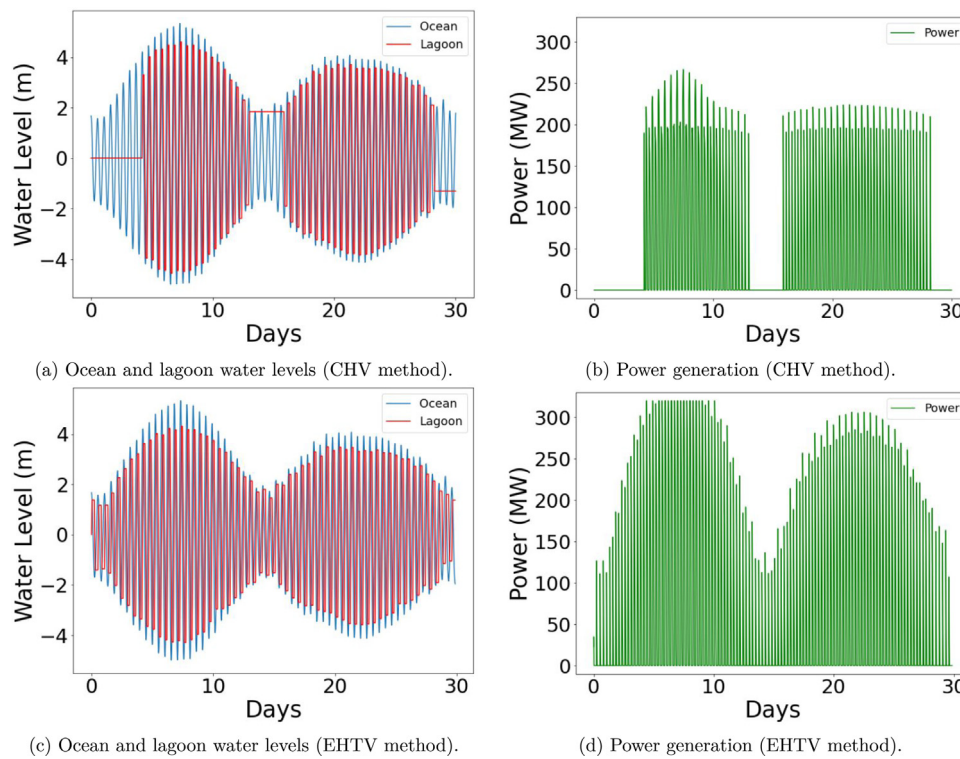 Ocean
Lagoon
4
2
0
−2
−4
Water Level (m)
0
10
20
30
Days
(a) Ocean and lagoon water levels (CHV method).
Power
300
250
200
150
100
50
0
Power (MW)
0
10
20
30
Days
(b) Power generation (CHV method).
Ocean
Lagoon
4
2
0
−2
−4
Water Level (m)
0
10
20
30
Days
(c) Ocean and lagoon water levels (EHTV method).
Power
300
250
200
150
100
50
0
Power (MW)
0
10
20
30
Days
(d) Power generation (EHTV method).